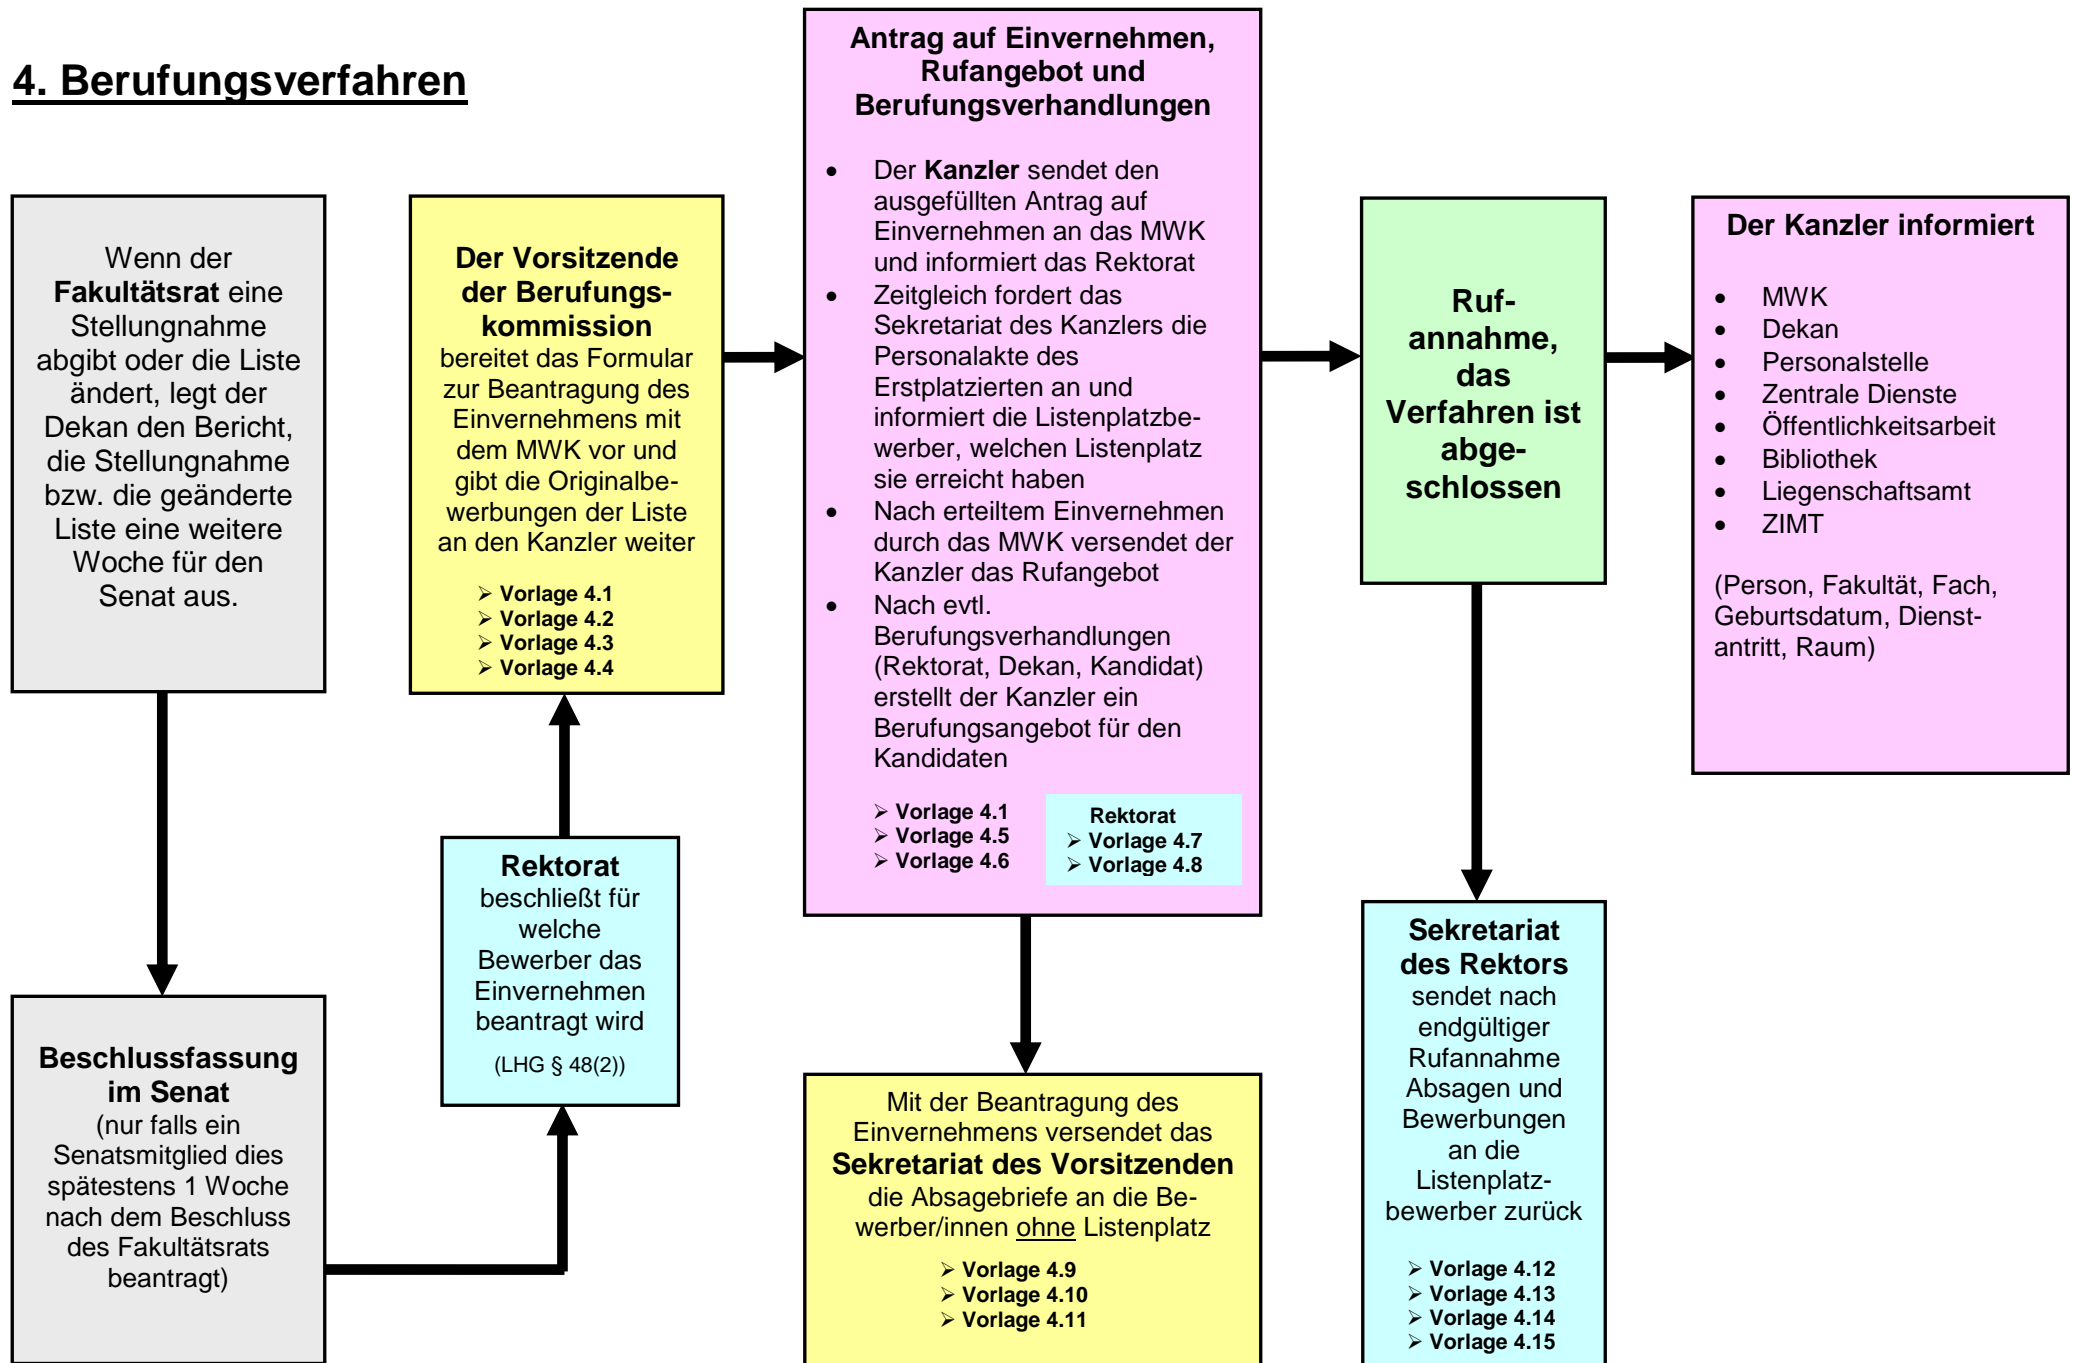 4. Berufungsverfahren
Wenn der
Fakultätsrat eine
Stellungnahme
abgibt oder die Liste
ändert, legt der
Dekan den Bericht,
die Stellungnahme
bzw. die geänderte
Liste eine weitere
Woche für den
Senat aus.
Beschlussfassung
im Senat
(nur falls ein
Senatsmitglied dies
spätestens 1 Woche
nach dem Beschluss
des Fakultätsrats
beantragt)
Rektorat
beschließt für
welche
Bewerber das
Einvernehmen
beantragt wird
(LHG § 48(2))
Der Vorsitzende
der Berufungs-
kommission
bereitet das Formular
zur Beantragung des
Einvernehmens mit
dem MWK vor und
gibt die Originalbe-
werbungen der Liste
an den Kanzler weiter
➢ Vorlage 4.1
➢ Vorlage 4.2
➢ Vorlage 4.3
➢ Vorlage 4.4
Antrag auf Einvernehmen,
Rufangebot und
Berufungsverhandlungen
• Der Kanzler sendet den
ausgefüllten Antrag auf
Einvernehmen an das MWK
und informiert das Rektorat
• Zeitgleich fordert das
Sekretariat des Kanzlers die
Personalakte des
Erstplatzierten an und
informiert die Listenplatzbe-
werber, welchen Listenplatz
sie erreicht haben
• Nach erteiltem Einvernehmen
durch das MWK versendet der
Kanzler das Rufangebot
• Nach evtl.
Berufungsverhandlungen
(Rektorat, Dekan, Kandidat)
erstellt der Kanzler ein
Berufungsangebot für den
Kandidaten
➢ Vorlage 4.1
➢ Vorlage 4.5
➢ Vorlage 4.6
Rektorat
➢ Vorlage 4.7
➢ Vorlage 4.8
Mit der Beantragung des
Einvernehmens versendet das
Sekretariat des Vorsitzenden
die Absagebriefe an die Be-
werber/innen ohne Listenplatz
➢ Vorlage 4.9
➢ Vorlage 4.10
➢ Vorlage 4.11
Ruf-
annahme,
das
Verfahren ist
abge-
schlossen
Sekretariat
des Rektors
sendet nach
endgültiger
Rufannahme
Absagen und
Bewerbungen
an die
Listenplatz-
bewerber zurück
➢ Vorlage 4.12
➢ Vorlage 4.13
➢ Vorlage 4.14
➢ Vorlage 4.15
Der Kanzler informiert
• MWK
• Dekan
• Personalstelle
• Zentrale Dienste
• Öffentlichkeitsarbeit
• Bibliothek
• Liegenschaftsamt
• ZIMT
(Person, Fakultät, Fach,
Geburtsdatum, Dienst-
antritt, Raum)